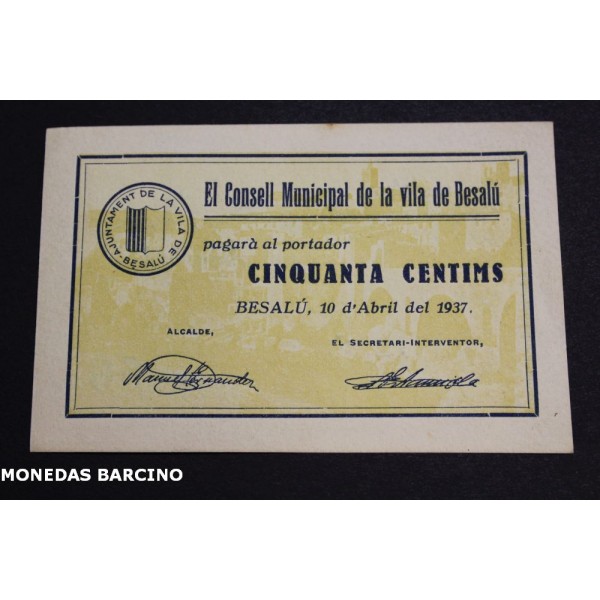 El Consell Municipal de la vila de Besalú
AJUNTAMENT DE LA VILA DE
BESALÚ
pagarà al portador
CINQUANTA CENTIMS
BESALÚ, 10 d'Abril del 1937.
ALCALDE,
EL SECRETARI-INTERVENTOR,
MONEDAS BARCINO